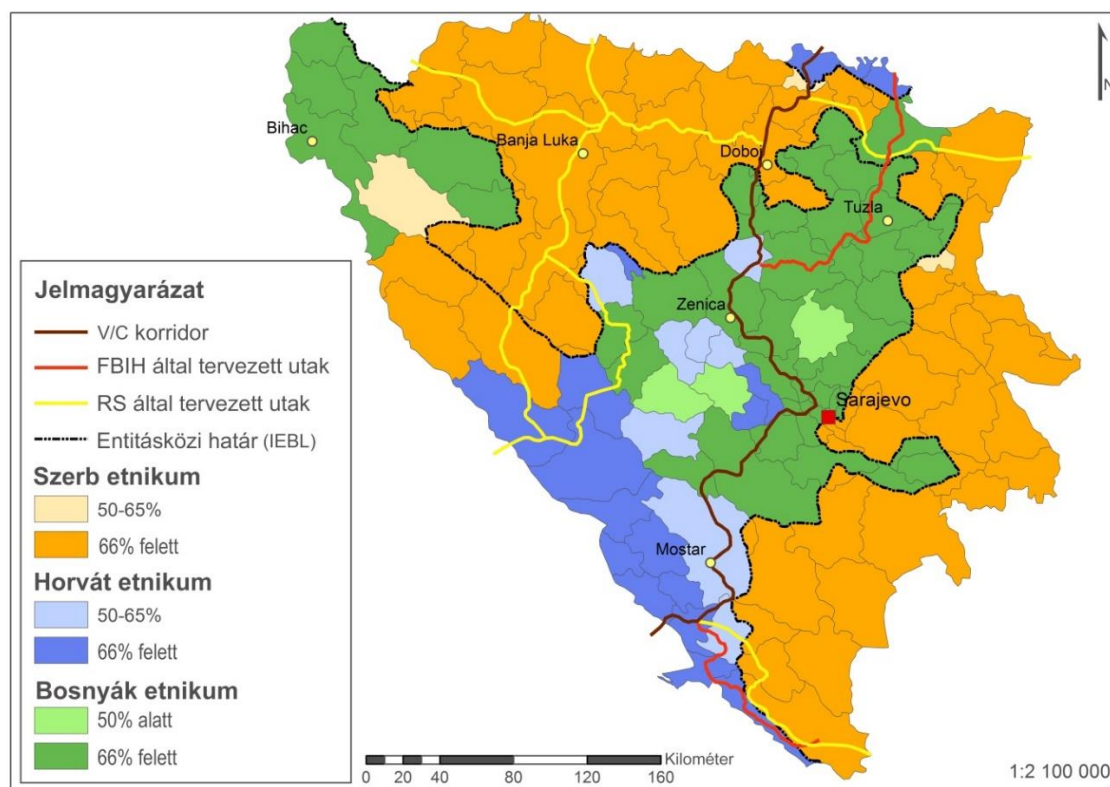 N
Bihac
Banja Luka
Doboj
Tuzla
Zenica
Sarajevo
Mostar
Jelmagyarázat
V/C korridor
FBIH által tervezett utak
RS által tervezett utak
Entitásközi határ (IEBL)
Szerb etnikum
50-65%
66% felett
Horvát etnikum
50-65%
66% felett
Bosnyák etnikum
50% alatt
66% felett
Kilométer
0 10 20 40 80 120 160
1:2 100 000